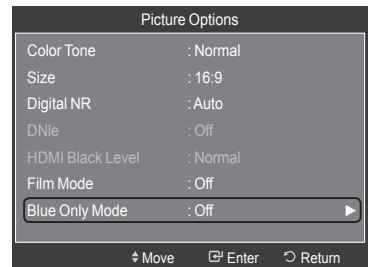 Picture Options
Color Tone : Normal
Size : 16:9
Digital NR : Auto
DNIe : Off
HDMI Black Level : Normal
Film Mode : Off
Blue Only Mode : Off
Move Enter Return